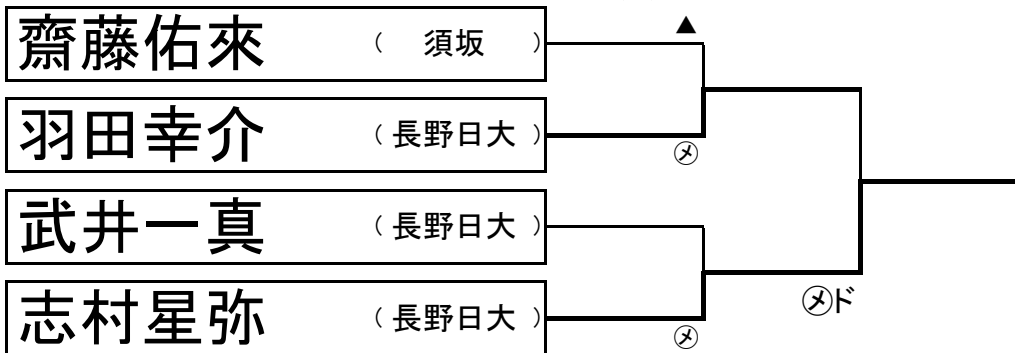 齋藤佑來 （ 須坂 ） ▲
羽田幸介 （ 長野日大 ） ㋱
武井一真 （ 長野日大 ）
㋱ド
志村星弥 （ 長野日大 ） ㋱